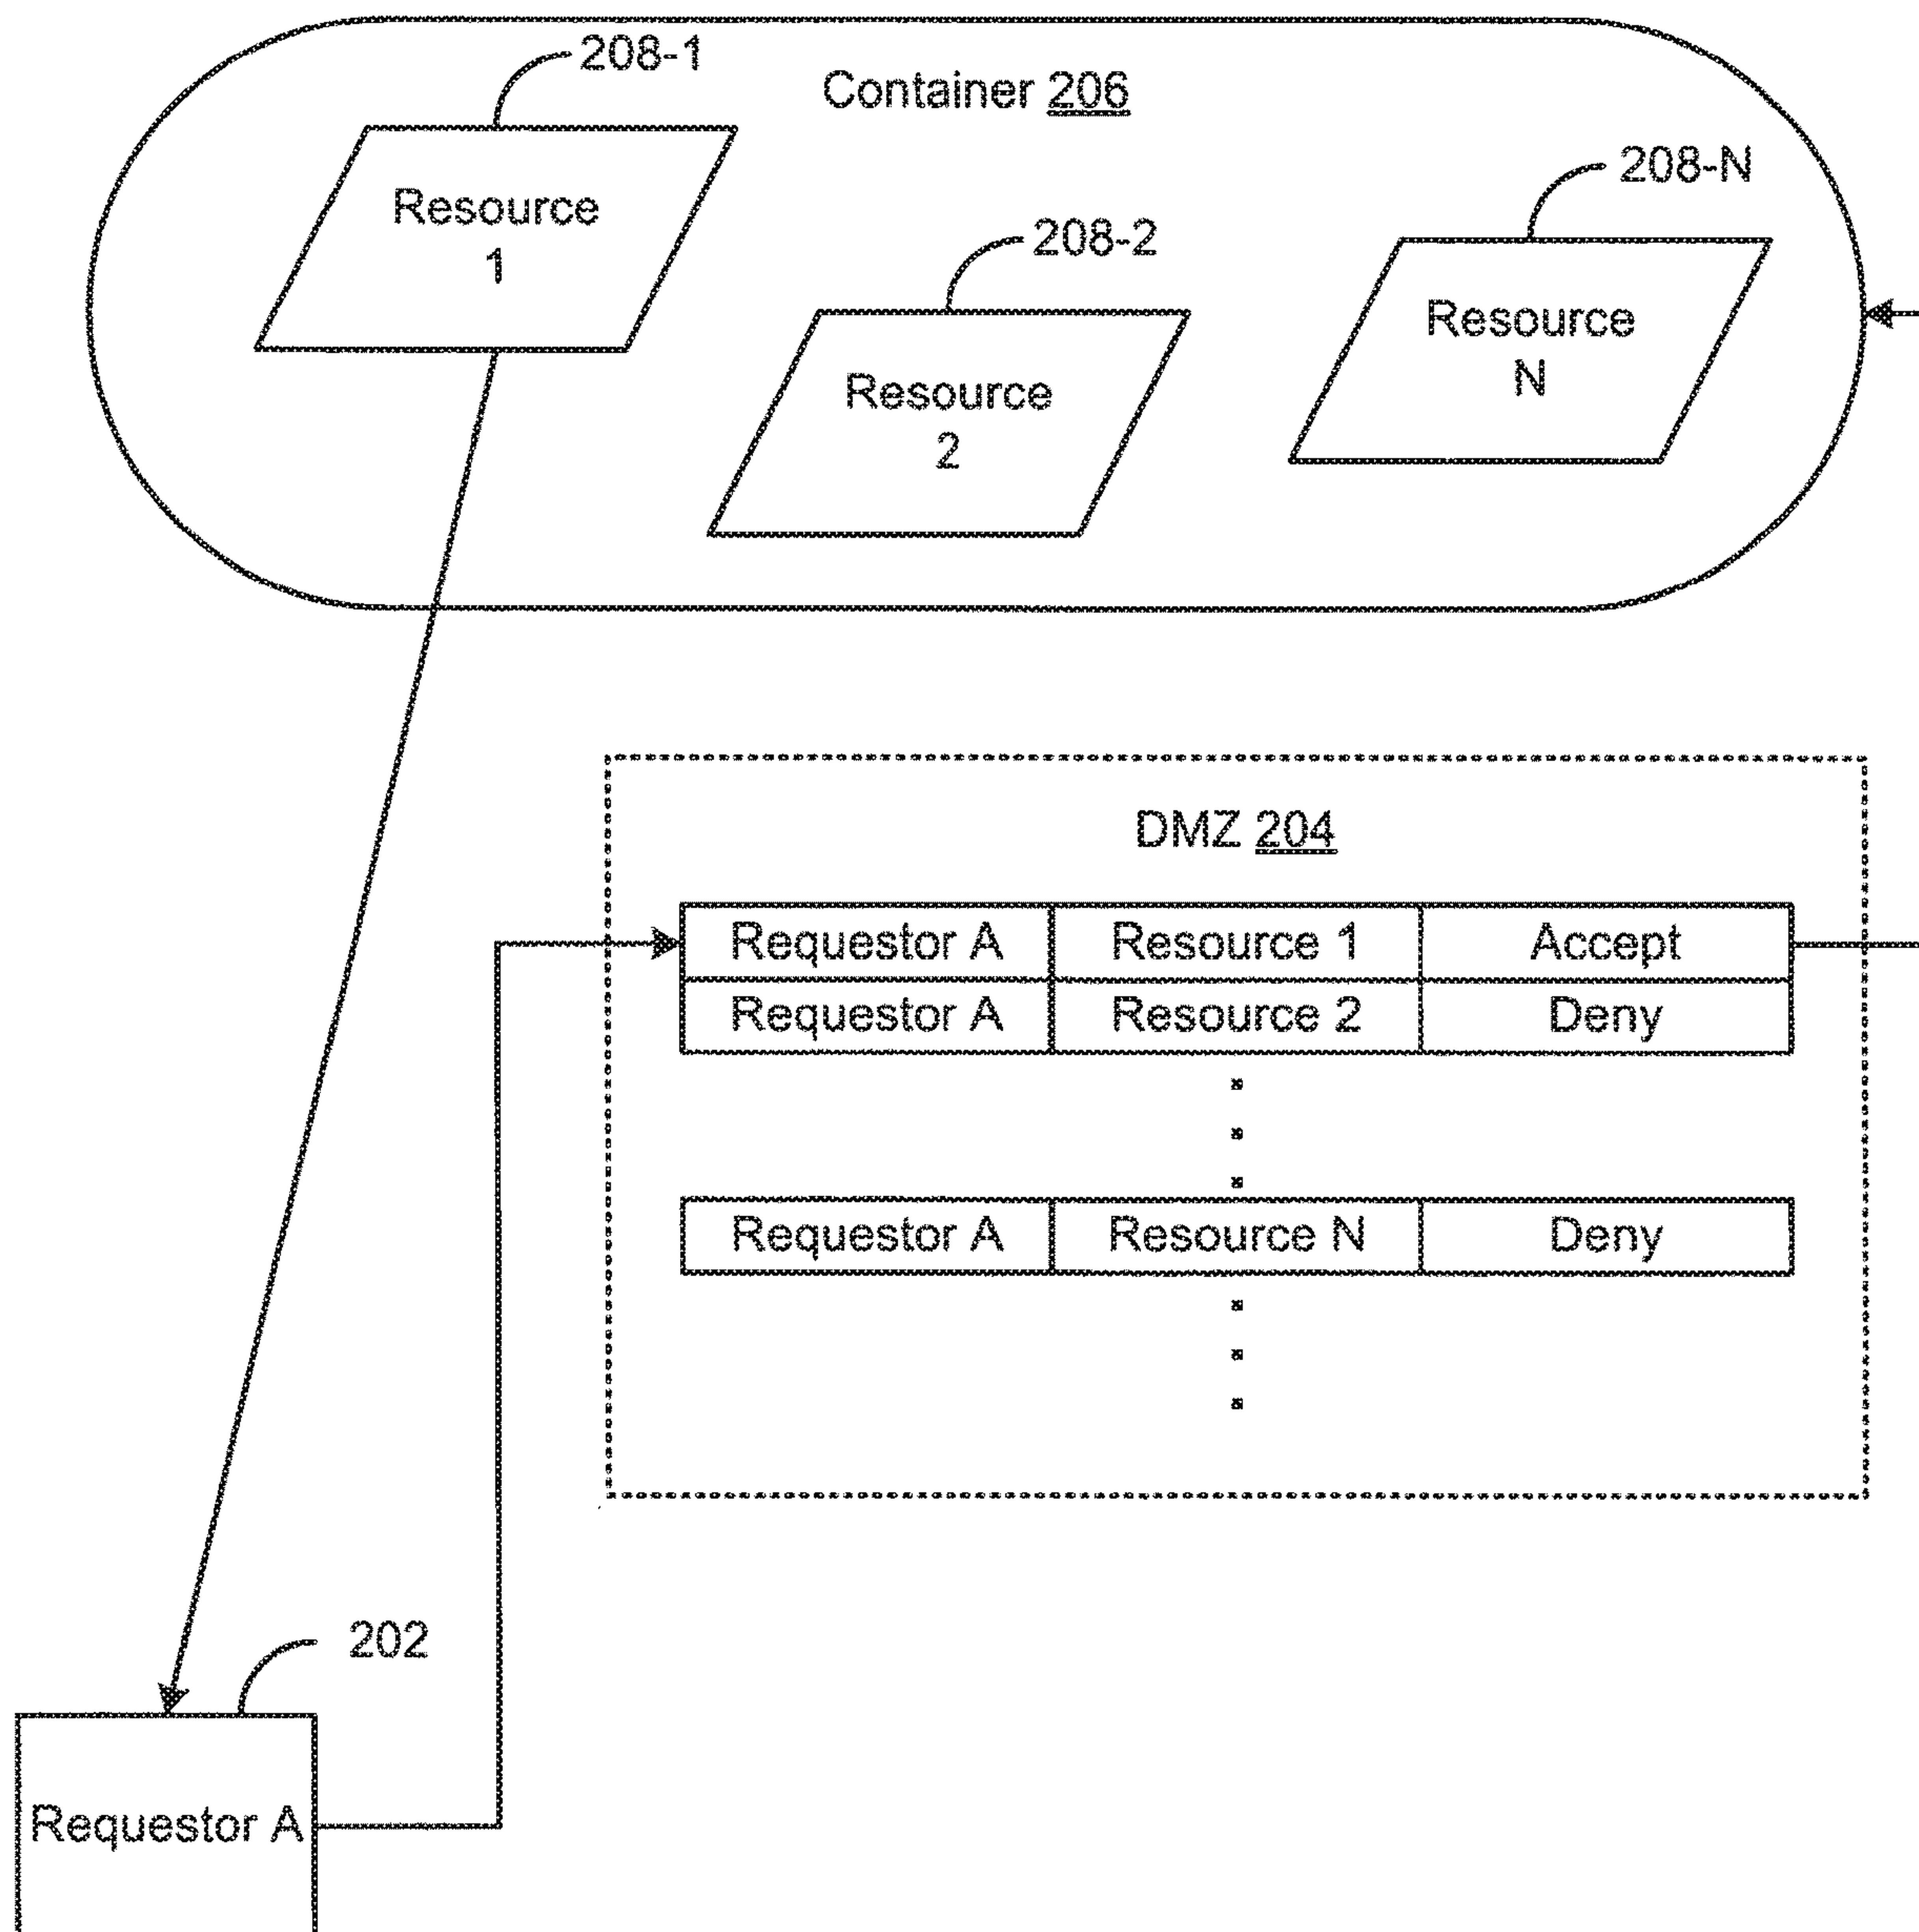 208-1
Container 206
208-N
Resource
1
208-2
Resource
N
Resource
2
DMZ 204
Requestor A Resource 1 Accept
Requestor A Resource 2 Deny
Requestor A Resource N Deny
202
Requestor A